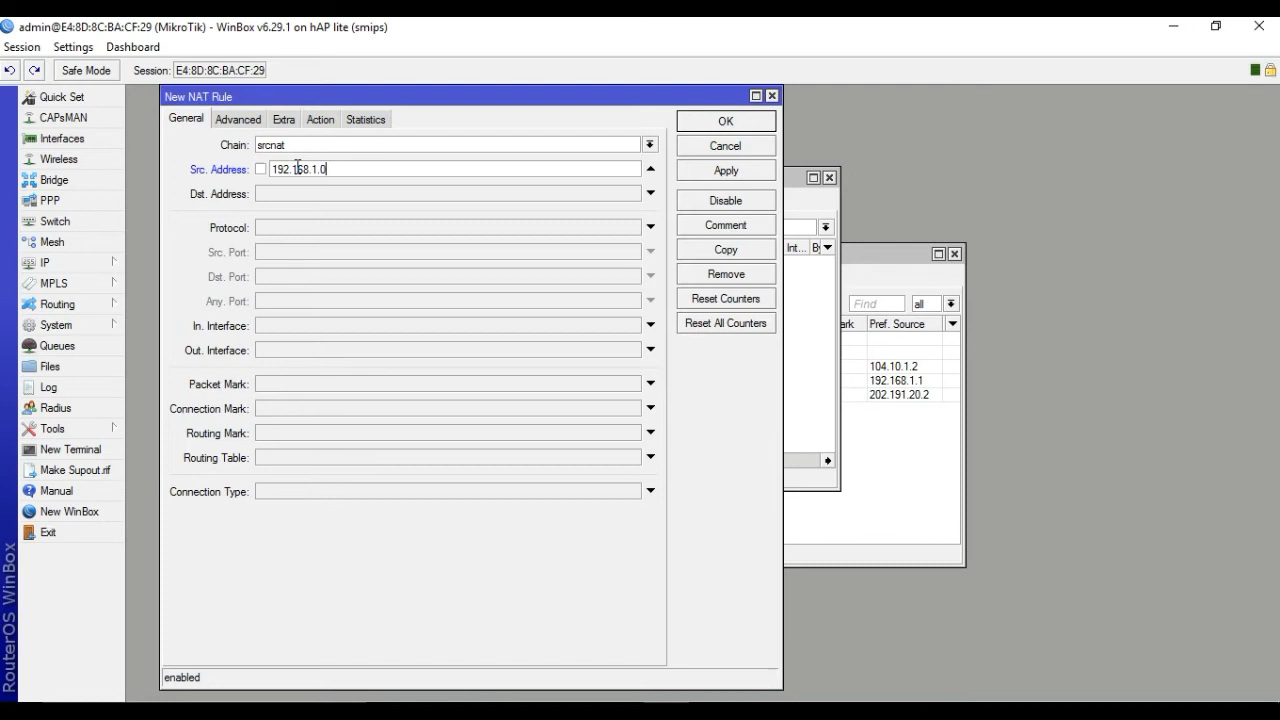 admin@E4:8D:8C:BA:CF:29 (MikroTik) - WinBox v6.29.1 on hAP lite (smips)
Session Settings Dashboard
Safe Mode Session: E4:8D:8C:BA:CF:29
Quick Set
CAPsMAN
Interfaces
Wireless
Bridge
PPP
Switch
Mesh
IP
MPLS
Routing
System
Queues
Files
Log
Radius
Tools
New Terminal
Make Supout.rif
Manual
New WinBox
Exit
RouterOS WinBox
New NAT Rule
General Advanced Extra Action Statistics
Chain: srcnat
Src. Address: 192.168.1.0
Dst. Address:
Protocol:
Src. Port:
Dst. Port:
Any. Port:
In. Interface:
Out. Interface:
Packet Mark:
Connection Mark:
Routing Mark:
Routing Table:
Connection Type:
enabled
OK
Cancel
Apply
Disable
Comment
Copy
Remove
Reset Counters
Reset All Counters
Int...
Find all
ark Pref. Source
104.10.1.2
192.168.1.1
202.191.20.2